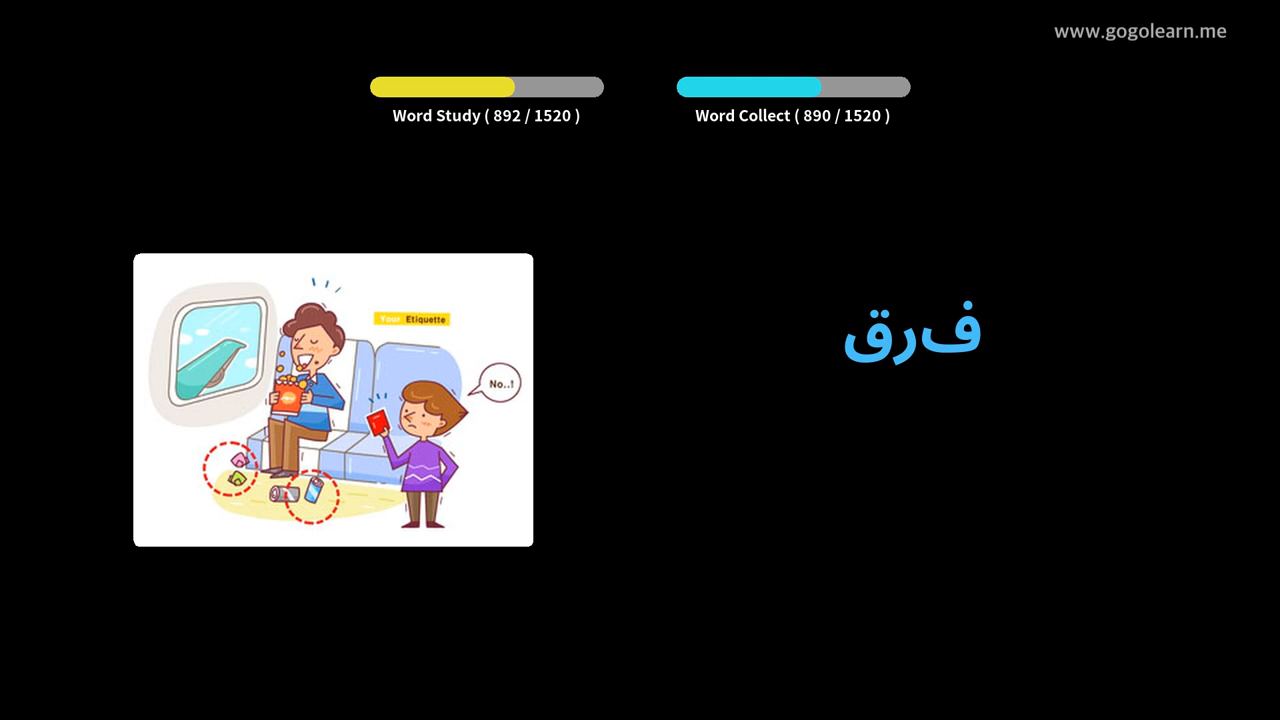 www.gogolearn.me
Word Study ( 892 / 1520 )
Word Collect ( 890 / 1520 )
Your Etiquette
No..!
فرق